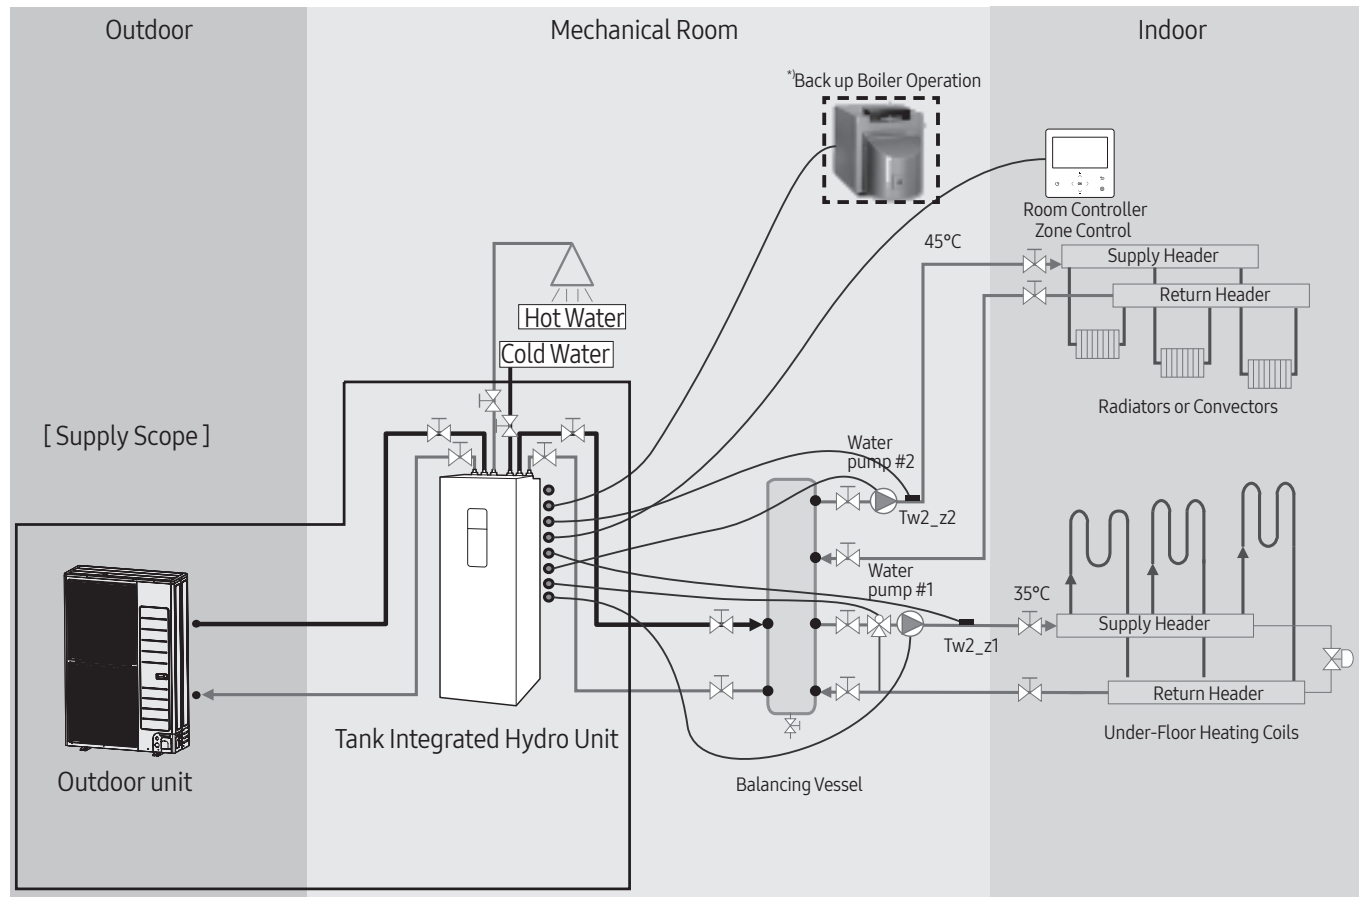 Outdoor
Mechanical Room
Indoor
*)Back up Boiler Operation
Room Controller
Zone Control
45°C
Supply Header
Return Header
Hot Water
Cold Water
Radiators or Convectors
[ Supply Scope ]
Water
pump #2
Tw2_z2
Water
pump #1
35°C
Supply Header
Tw2_z1
Return Header
Tank Integrated Hydro Unit
Under-Floor Heating Coils
Outdoor unit
Balancing Vessel